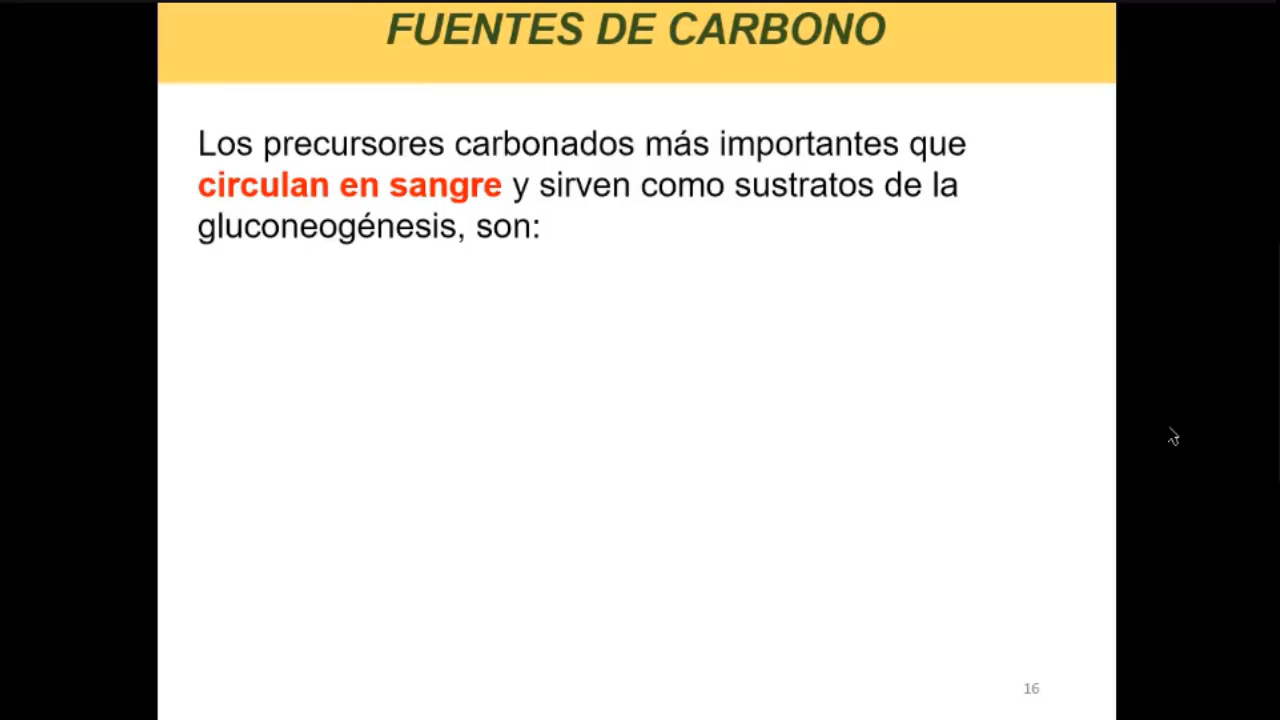 FUENTES DE CARBONO
Los precursores carbonados más importantes que
circulan en sangre y sirven como sustratos de la
gluconeogénesis, son:
16